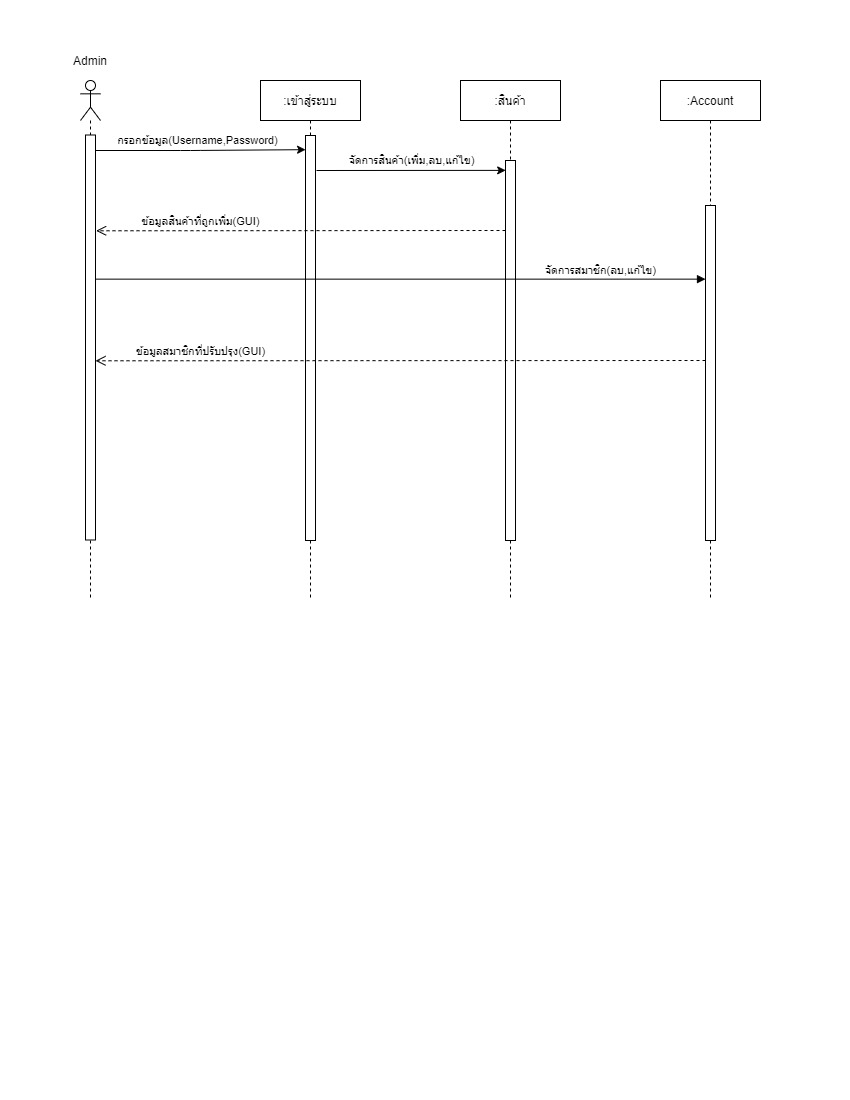 Admin
:เข้าสู่ระบบ
:สินค้า
:Account
กรอกข้อมูล(Username,Password)
จัดการสินค้า(เพิ่ม,ลบ,แก้ไข)
ข้อมูลสินค้าที่ถูกเพิ่ม(GUI)
จัดการสมาชิก(ลบ,แก้ไข)
ข้อมูลสมาชิกที่ปรับปรุง(GUI)